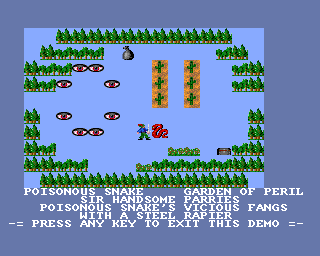 POISONOUS SNAKE GARDEN OF PERIL
SIR HANDSOME PARRIES
POISONOUS SNAKE'S VICIOUS FANGS
WITH A STEEL RAPIER
-= PRESS ANY KEY TO EXIT THIS DEMO =-